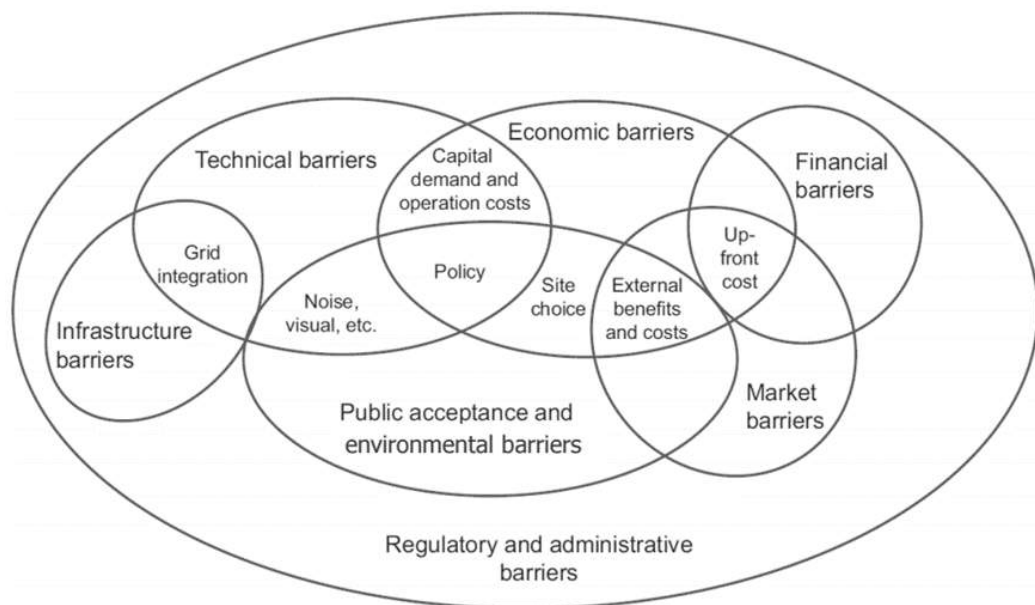 Economic barriers
Technical barriers
Capital
demand and
operation costs
Financial
barriers
Grid
integration
Policy
Site
choice
Up-
front
cost
External
benefits
and costs
Noise,
visual, etc.
Infrastructure
barriers
Market
barriers
Public acceptance and
environmental barriers
Regulatory and administrative
barriers